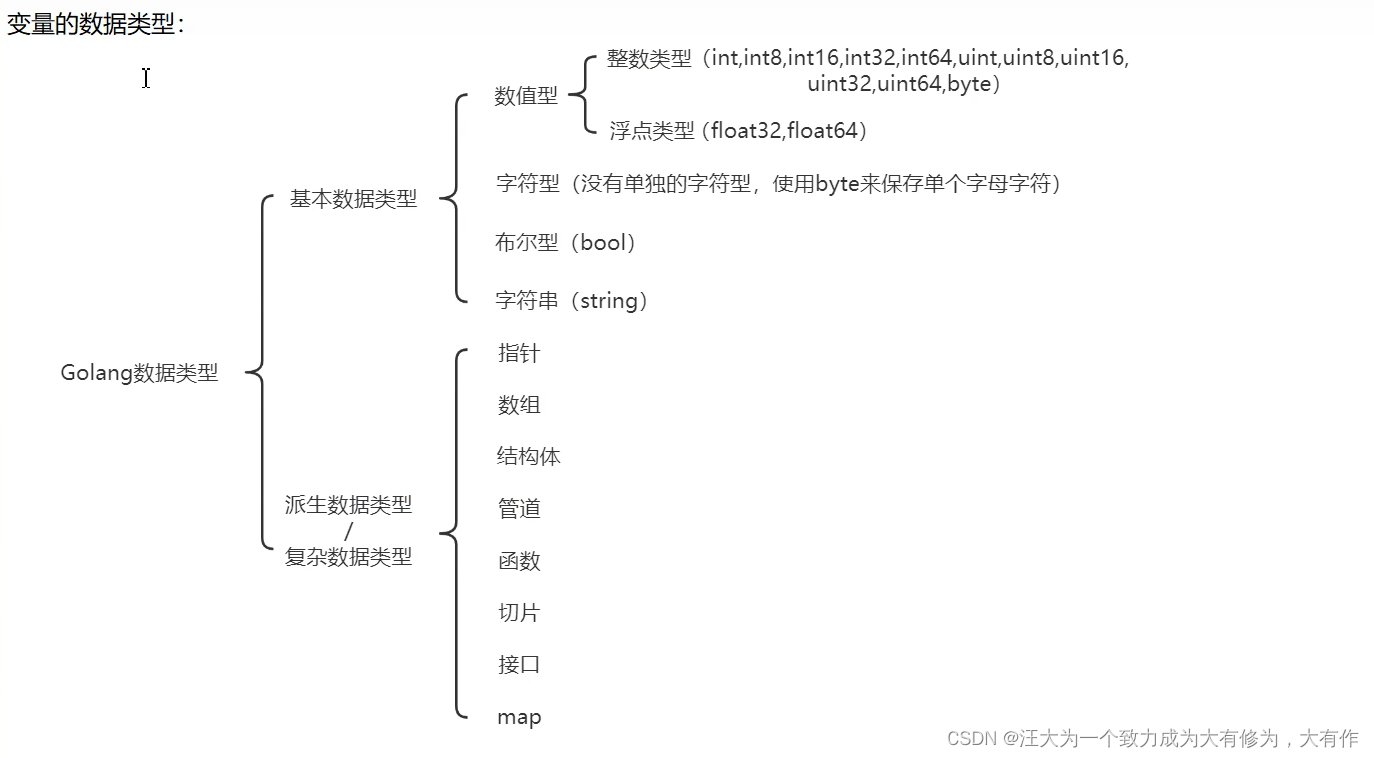 变量的数据类型：
整数类型（int,int8,int16,int32,int64,uint,uint8,uint16,
uint32,uint64,byte）
数值型
浮点类型 (float32,float64）
字符型（没有单独的字符型，使用byte来保存单个字母字符）
基本数据类型
布尔型（bool）
字符串（string）
Golang数据类型
指针
数组
结构体
管道
派生数据类型
/
复杂数据类型
函数
切片
接口
map
CSDN @汪大为一个致力成为大有修为，大有作